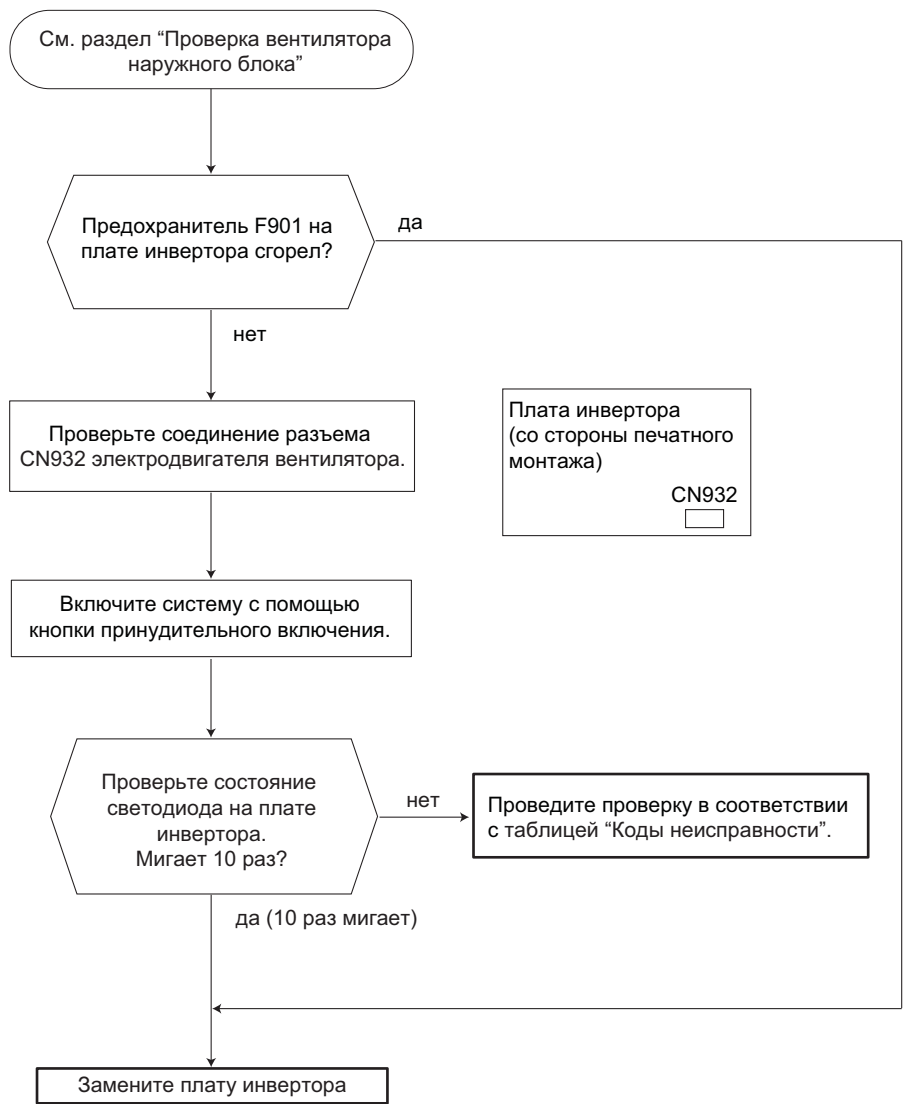 См. раздел “Проверка вентилятора
наружного блока”
Предохранитель F901 на
плате инвертора сгорел?
да
нет
Проверьте соединение разъема
CN932 электродвигателя вентилятора.
Плата инвертора
(со стороны печатного
монтажа)
CN932
Включите систему с помощью
кнопки принудительного включения.
Проверьте состояние
светодиода на плате
инвертора.
Мигает 10 раз?
нет
Проведите проверку в соответствии
с таблицей “Коды неисправности”.
да (10 раз мигает)
Замените плату инвертора